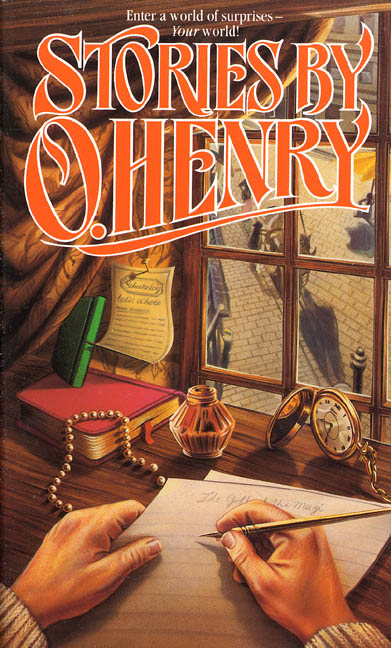 Enter a world of surprises–
Your world!
STORIES BY
O. HENRY
The Gift of the Magi